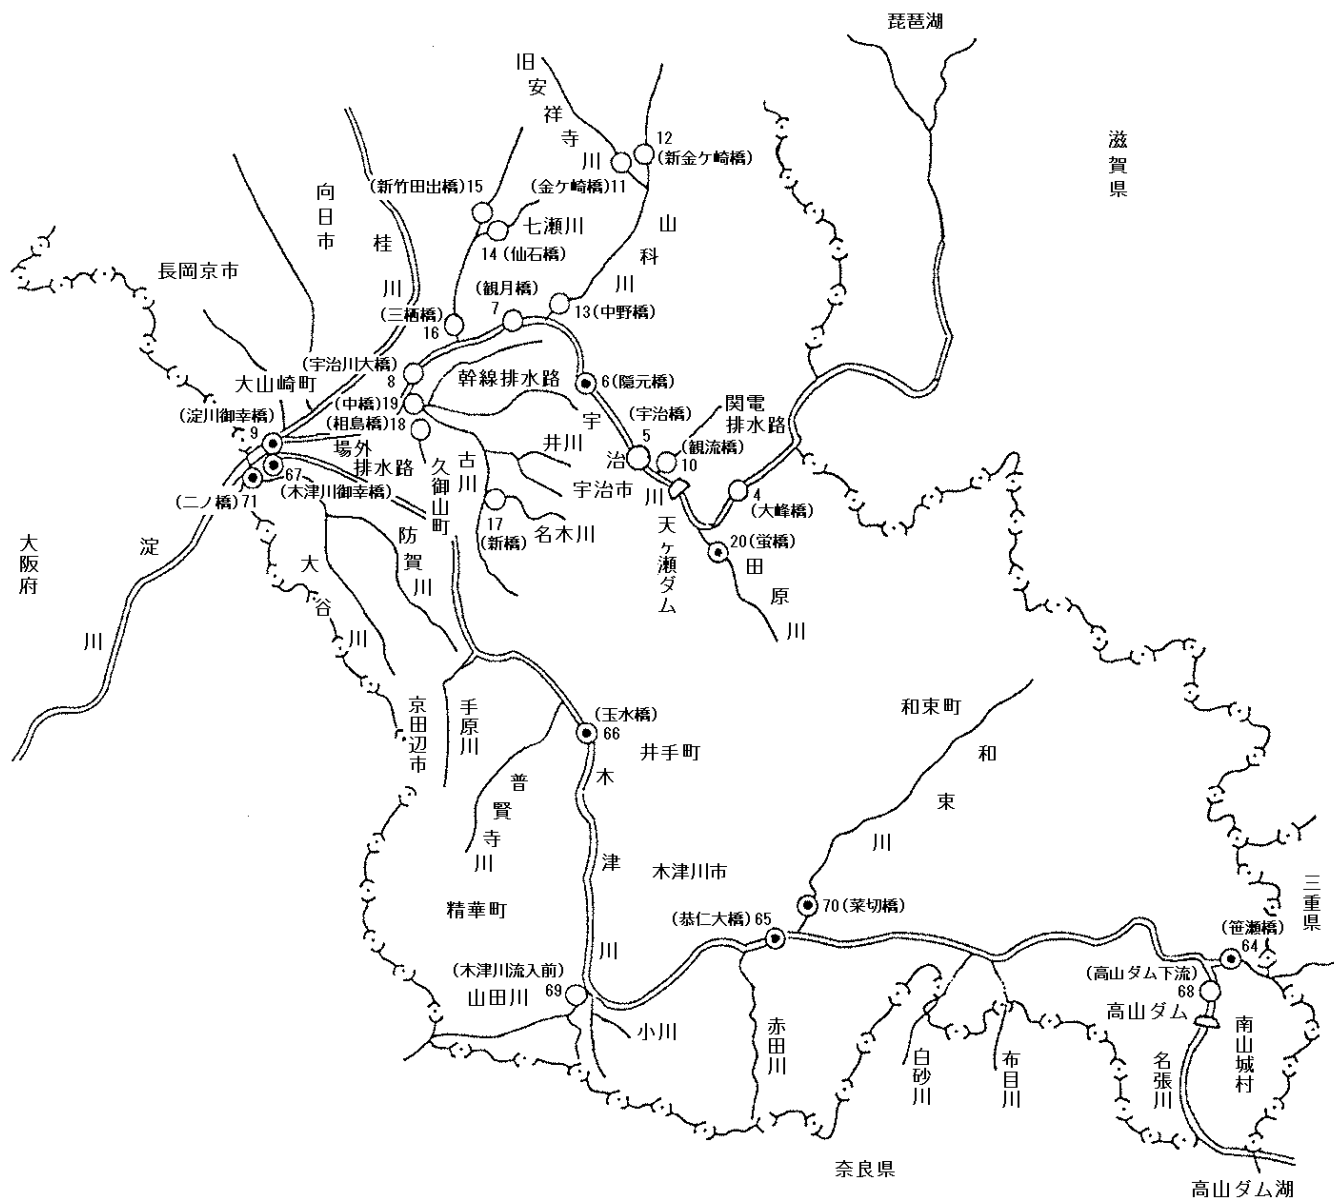 琵琶湖
滋賀県
旧安祥寺川
12
(新金ケ崎橋)
(金ケ崎橋)11
(新竹田出橋)15
向日市
桂川
七瀬川
14(仙石橋)
山科川
長岡京市
(観月橋)
7
13(中野橋)
(三栖橋)
16
(宇治川大橋)
8
幹線排水路
6(隠元橋)
大山崎町
(中橋)19
(淀川御幸橋)
9
(相島橋)18
(宇治橋)
5
関電
排水路
(観流橋)
10
場外
排水路
67
(木津川御幸橋)
(二ノ橋)71
久御山町
古川
井川
宇治市
宇治川
17
(新橋)
名木川
4
(大峰橋)
天ヶ瀬ダム
20(蛍橋)
田原川
大阪府
淀川
大谷川
防賀川
京田辺市
手原川
(玉水橋)
66
井手町
和束町
和束川
普賢寺川
木津川
木津川市
精華町
70(菜切橋)
(恭仁大橋)65
三重県
(笹瀬橋)
64
(木津川流入前)
山田川
69
(高山ダム下流)
68
高山ダム
小川
赤田川
白砂川
布目川
名張川
南山城村
奈良県
高山ダム湖